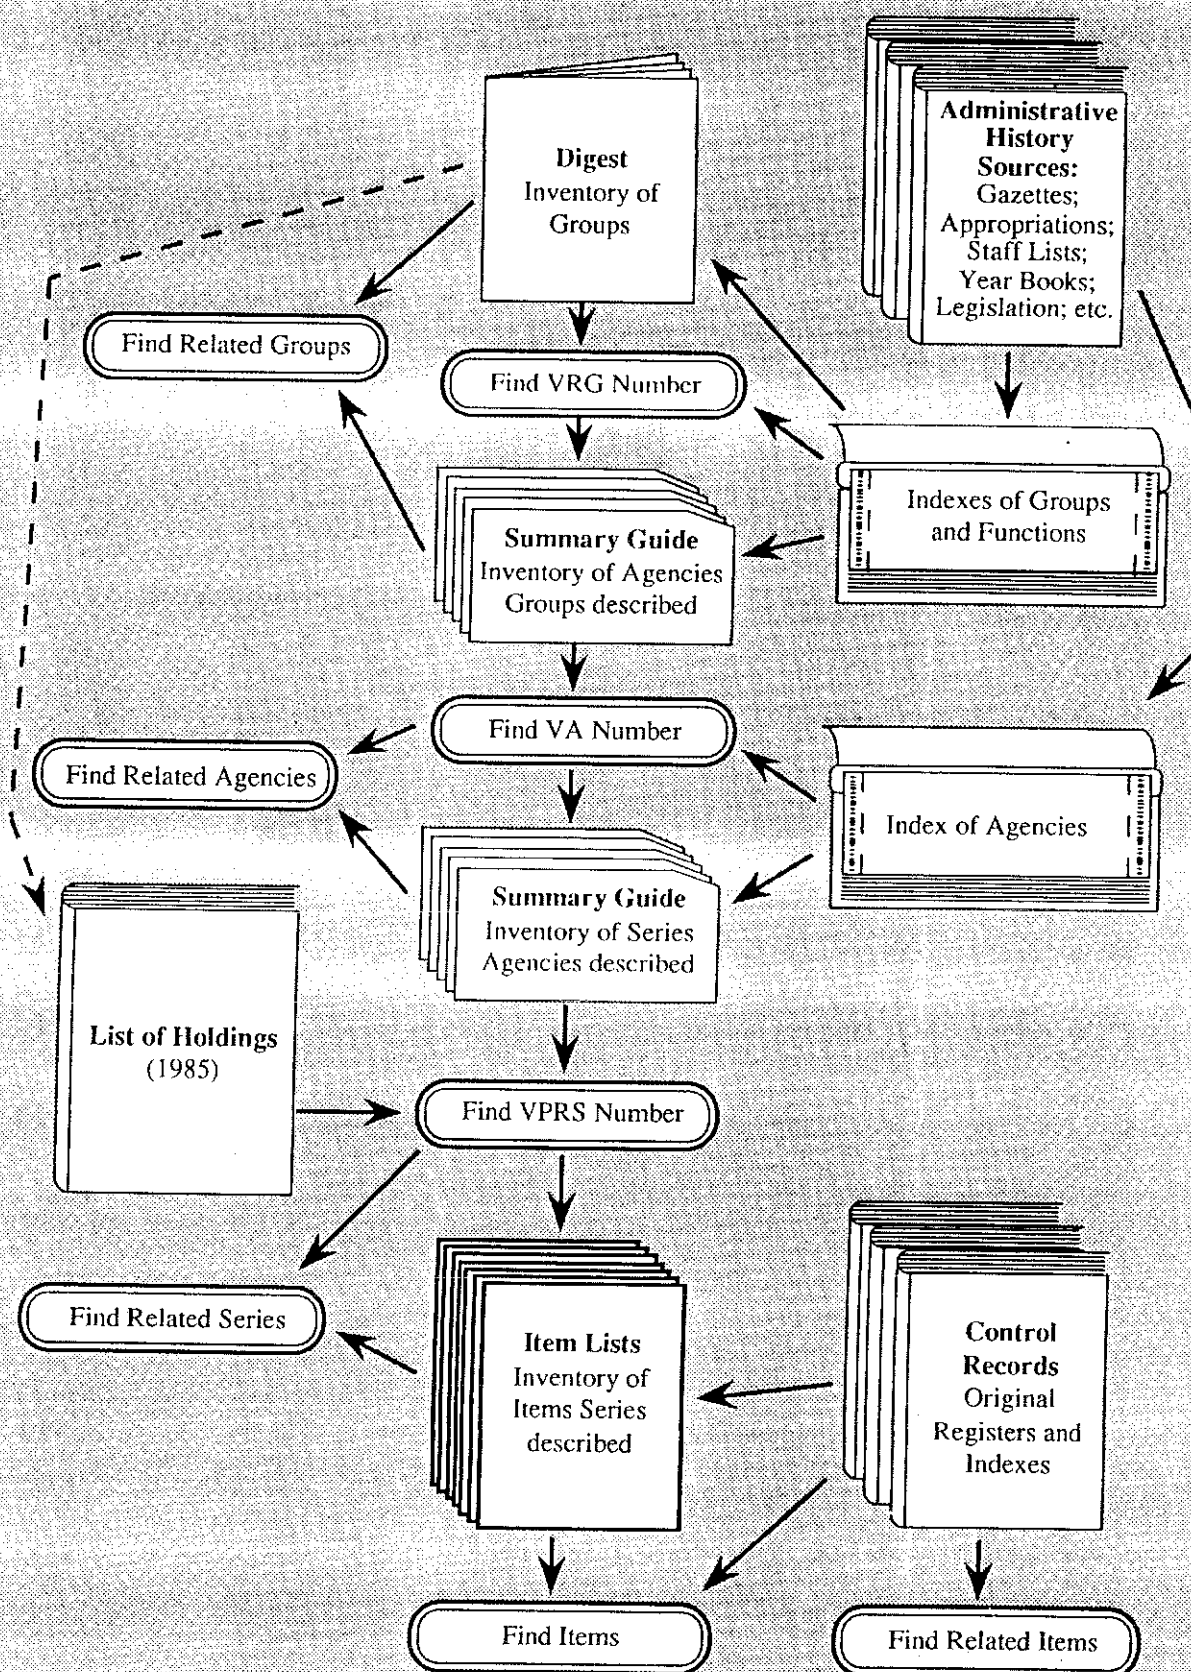 Digest
Inventory of
Groups
Administrative
History
Sources:
Gazettes;
Appropriations;
Staff Lists;
Year Books;
Legislation; etc.
Find Related Groups
Find VRG Number
Indexes of Groups
and Functions
Summary Guide
Inventory of Agencies
Groups described
Find VA Number
Find Related Agencies
Index of Agencies
Summary Guide
Inventory of Series
Agencies described
List of Holdings
(1985)
Find VPRS Number
Find Related Series
Item Lists
Inventory of
Items Series
described
Control
Records
Original
Registers and
Indexes
Find Items
Find Related Items